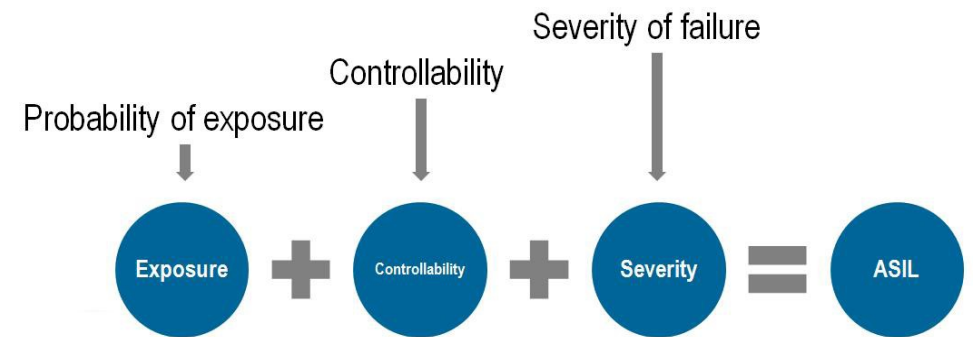 Severity of failure
Controllability
Probability of exposure
Exposure
Controllability
Severity
ASIL